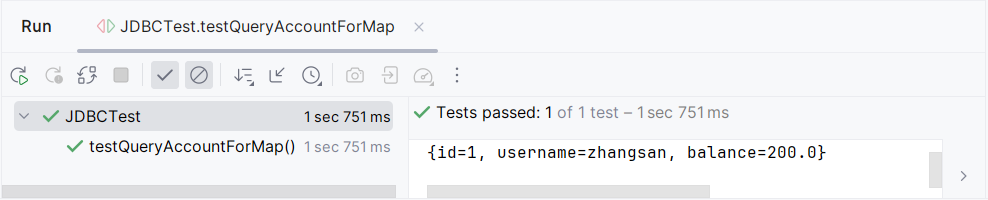 Run JDBCTest.testQueryAccountForMap
JDBCTest 1 sec 751 ms
testQueryAccountForMap() 1 sec 751 ms
Tests passed: 1 of 1 test – 1 sec 751 ms
{id=1, username=zhangsan, balance=200.0}